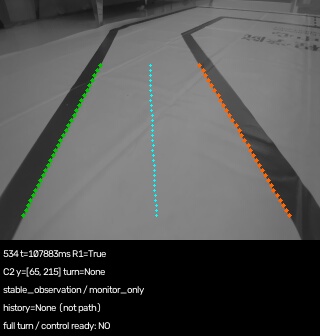 534 t=107883ms R1=True
C2 y=[65, 215] turn=None
stable_observation / monitor_only
history=None (not path)
full turn / control ready: NO